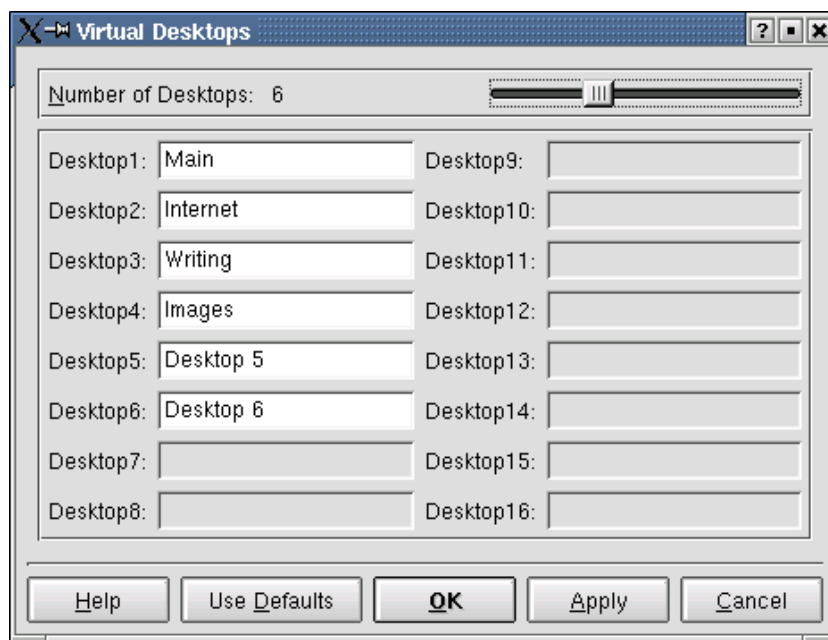 Virtual Desktops
Number of Desktops: 6
Desktop1: Main
Desktop2: Internet
Desktop3: Writing
Desktop4: Images
Desktop5: Desktop 5
Desktop6: Desktop 6
Desktop7:
Desktop8:
Desktop9:
Desktop10:
Desktop11:
Desktop12:
Desktop13:
Desktop14:
Desktop15:
Desktop16:
Help Use Defaults OK Apply Cancel